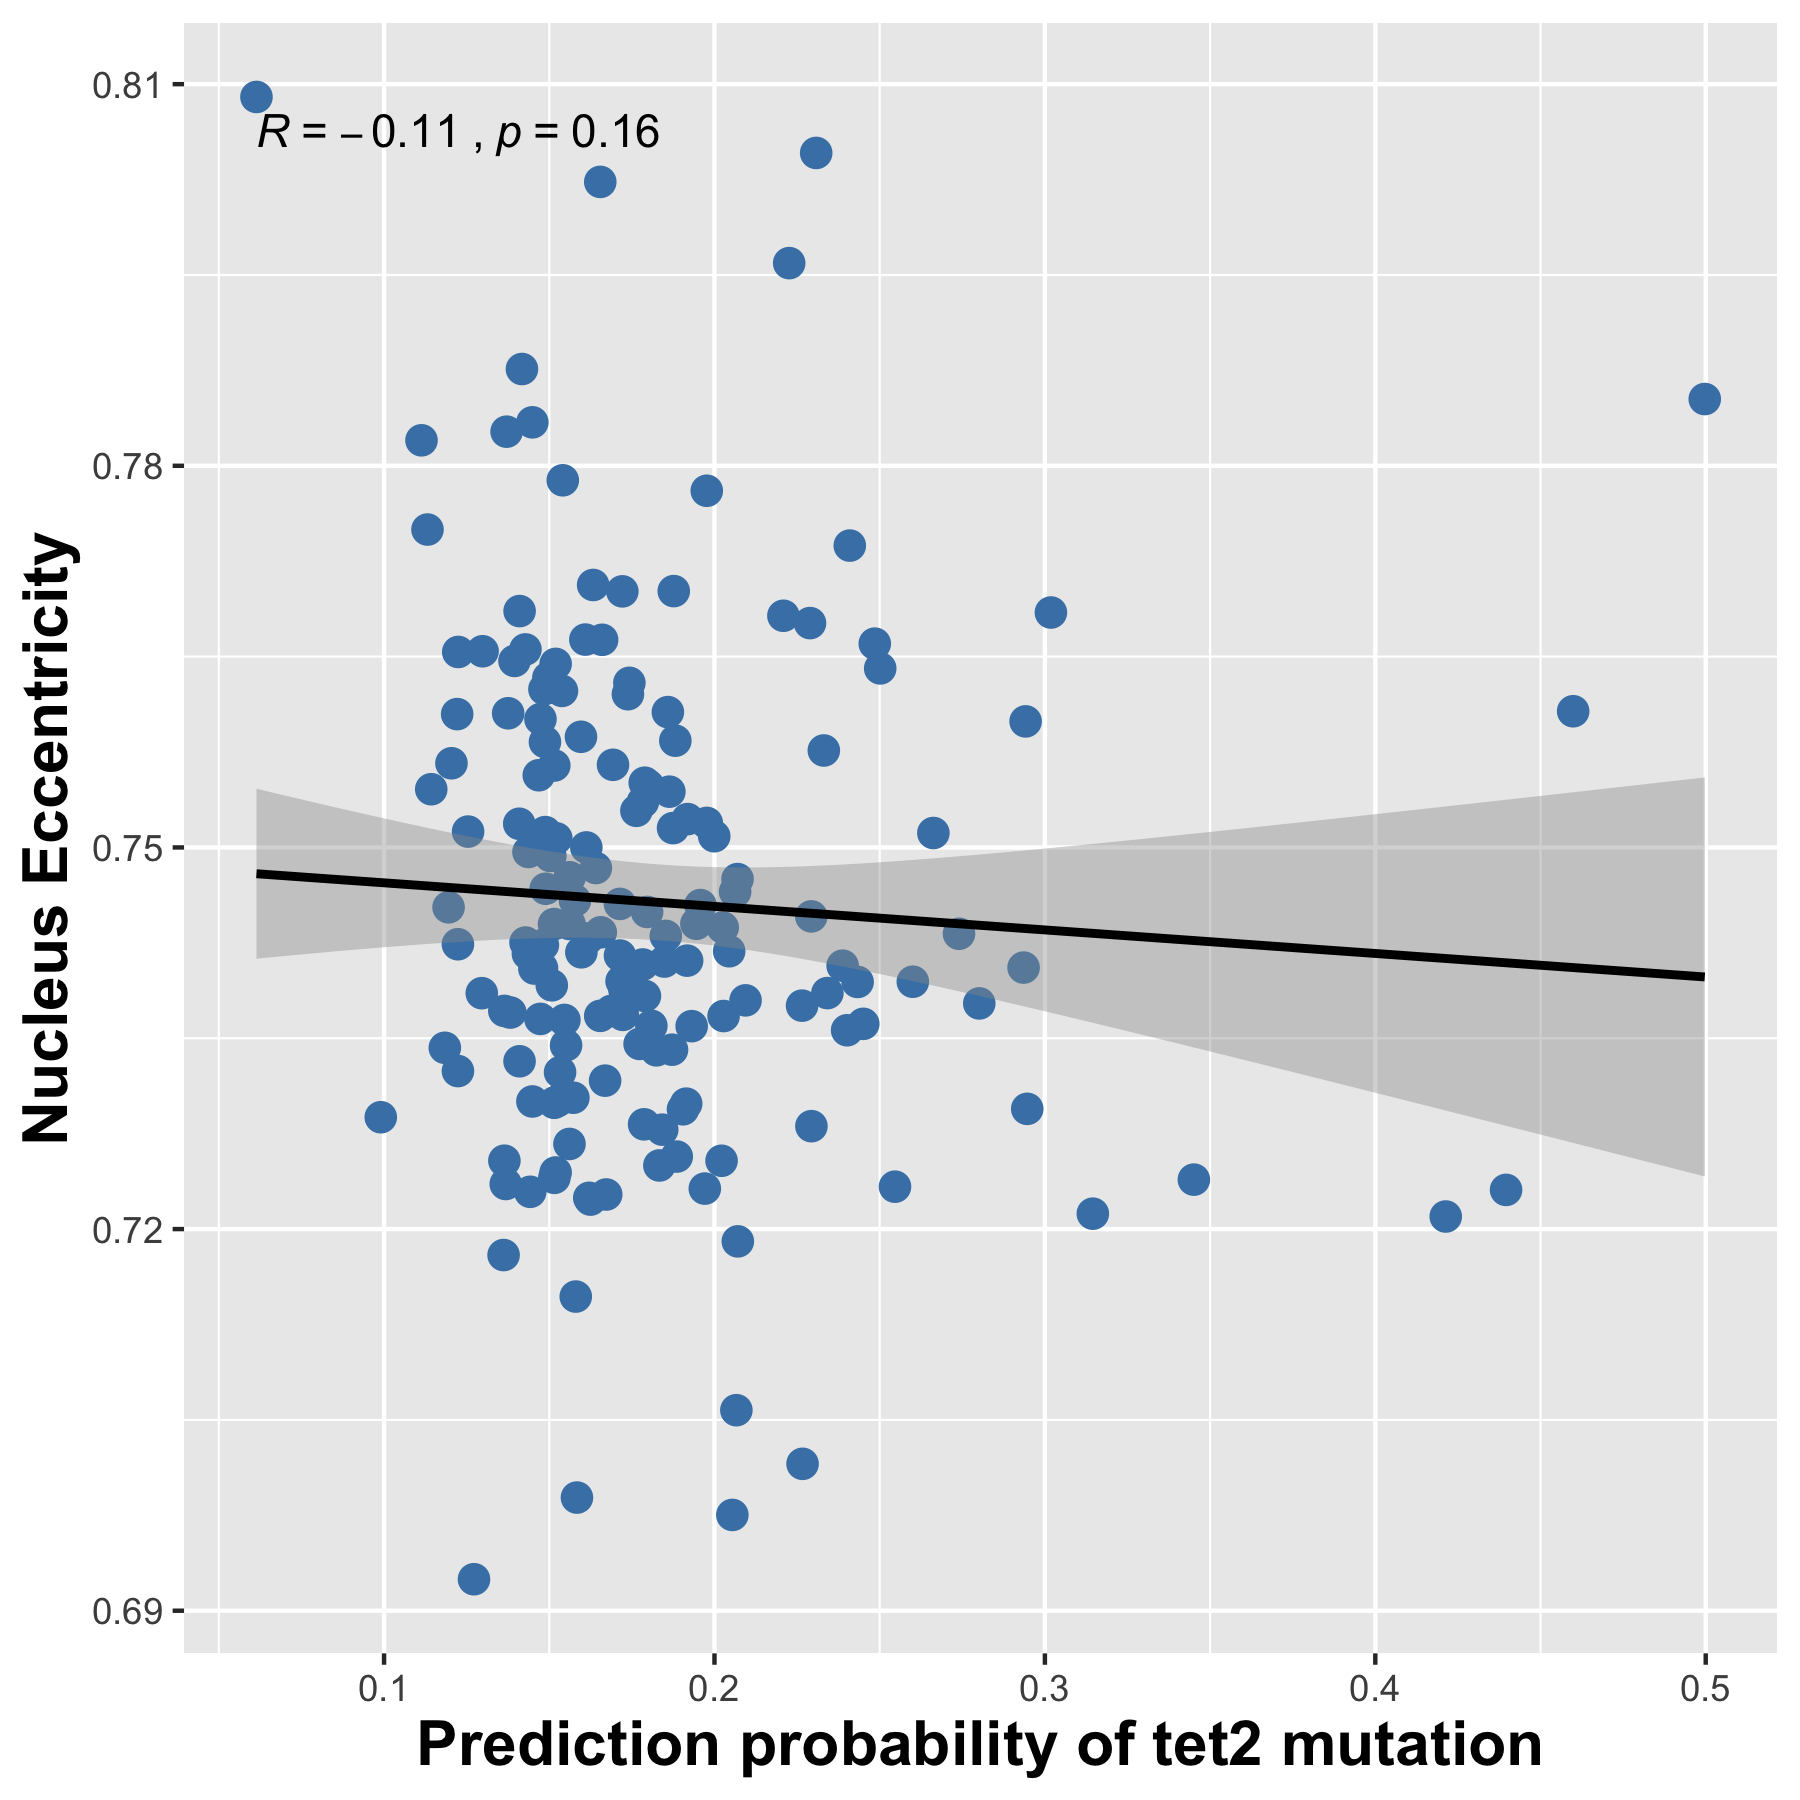 0.81
R = −0.11 , p = 0.16
0.78
0.75
0.72
0.69
Nucleus Eccentricity
0.1 0.2 0.3 0.4 0.5
Prediction probability of tet2 mutation